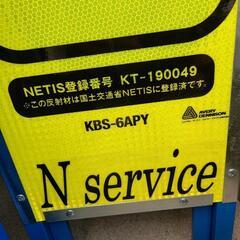 NETIS登録番号 KT-190049
※この反射材は国土交通省NETISに登録済です。
KBS-6APY
AVERY
DENNISON
N service